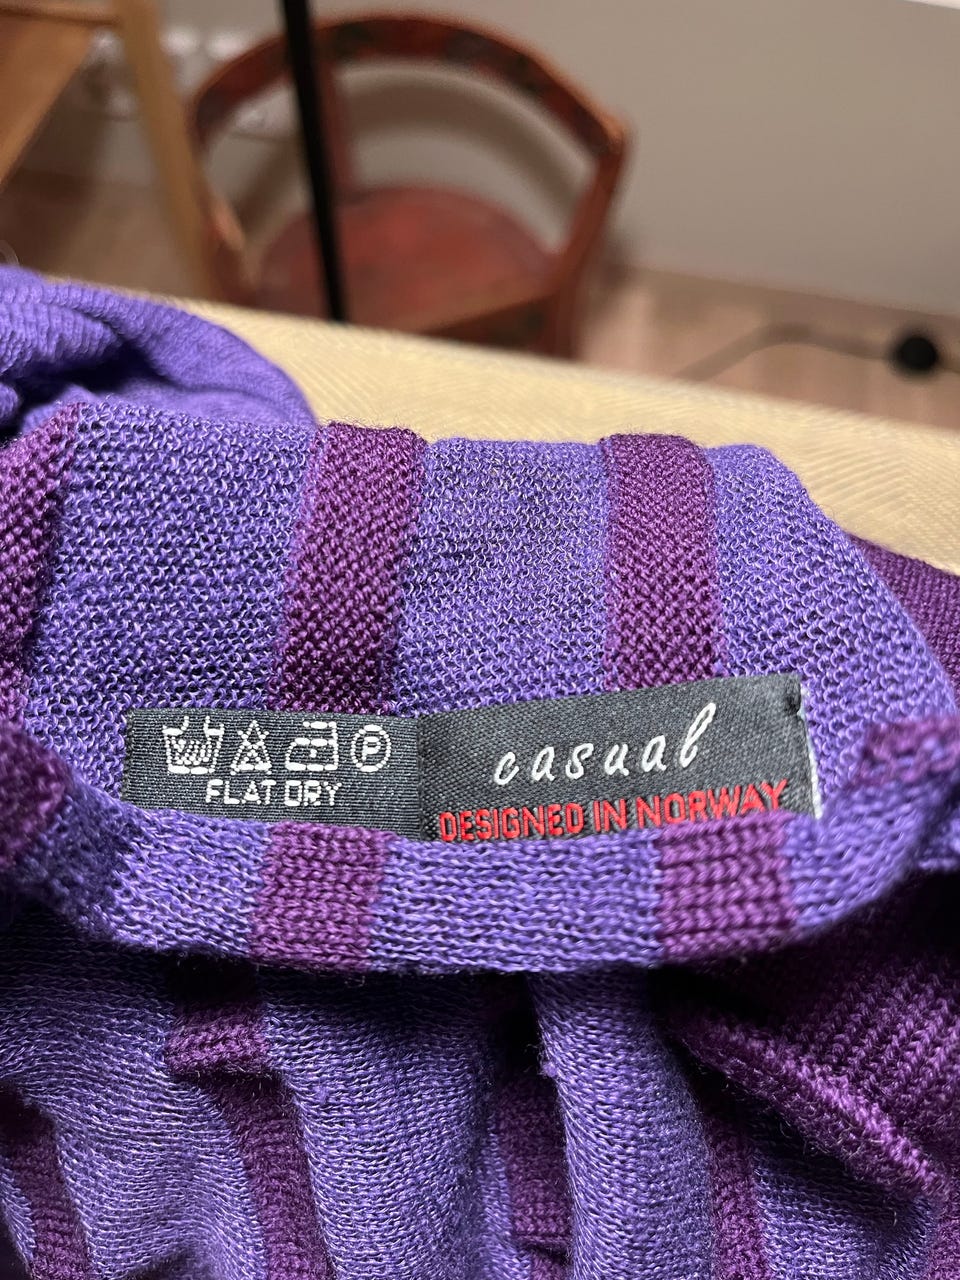 P
FLAT DRY
casual
DESIGNED IN NORWAY